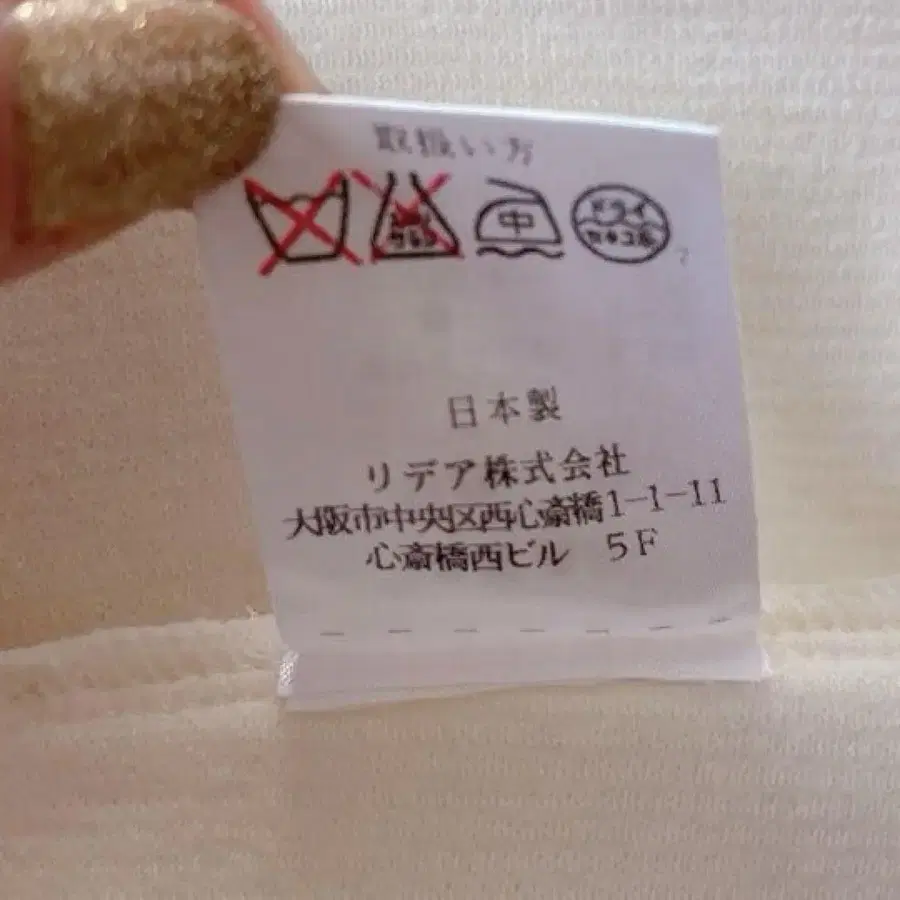 取扱い方
中 ドライ
セキユ系
日本製
リデア株式会社
大阪市中央区西心斎橋1-1-11
心斎橋西ビル 5F